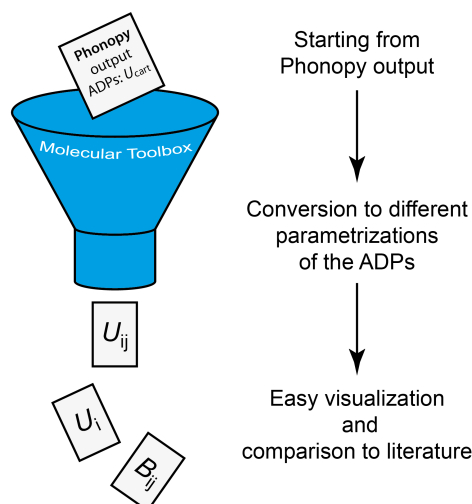 Phonopy
output
ADPs: Ucart
Molecular Toolbox
Uij
Ui
Bij
Starting from
Phonopy output
Conversion to different
parametrizations
of the ADPs
Easy visualization
and
comparison to literature